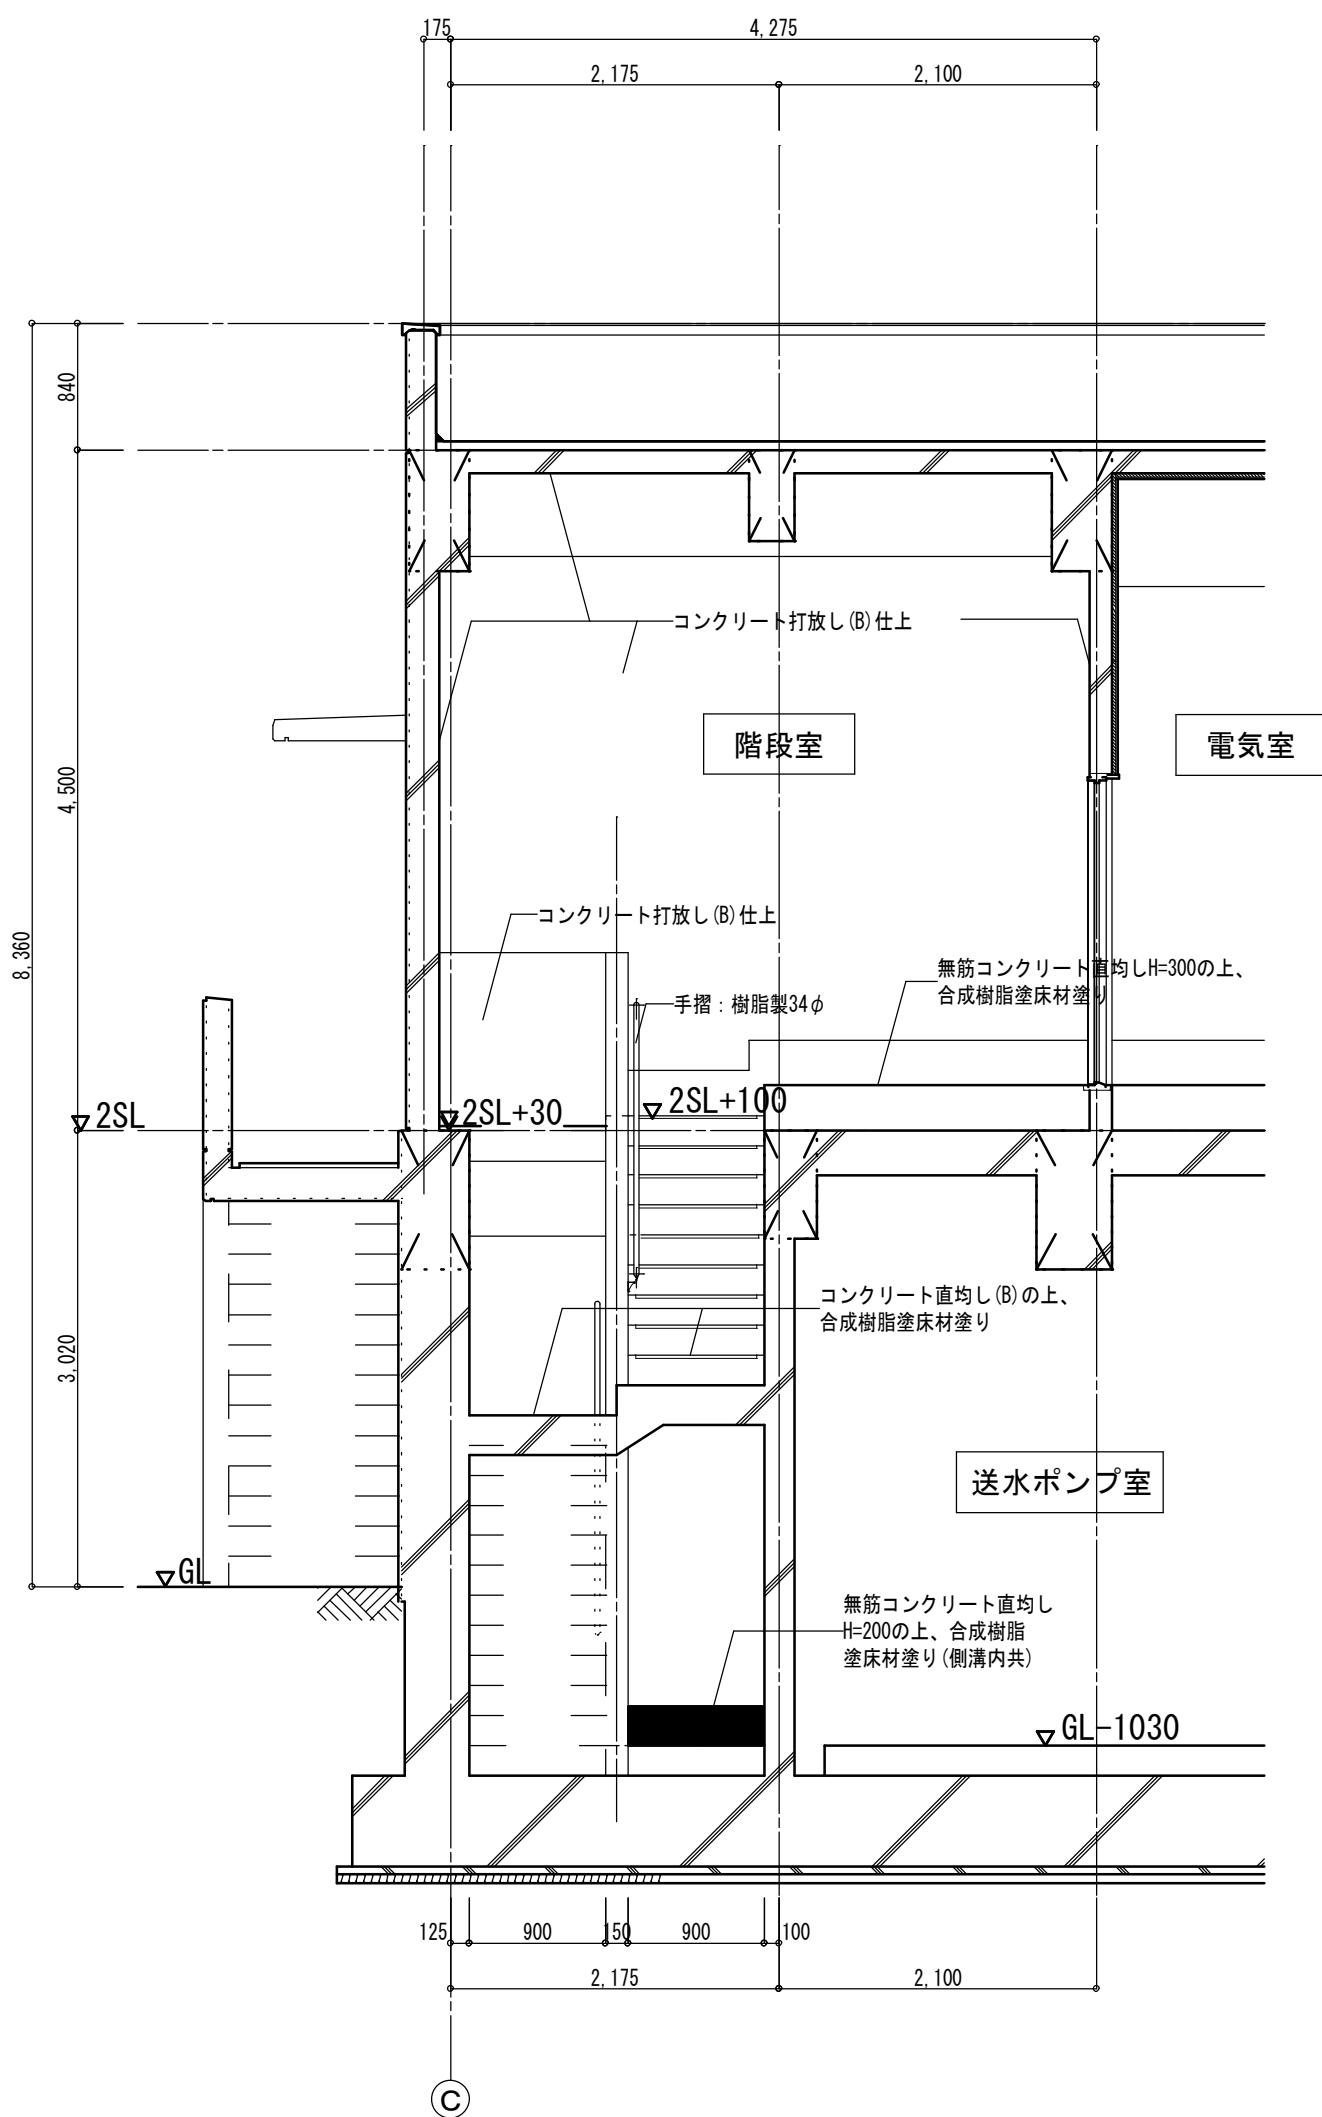 175
4,275
2,175
2,100
840
コンクリート打放し(B)仕上
階段室
電気室
4,500
コンクリート打放し(B)仕上
8,360
無筋コンクリート直均しH=300の上、
合成樹脂塗床材塗り
手摺：樹脂製34φ
2SL
2SL+30
2SL+100
コンクリート直均し(B)の上、
合成樹脂塗床材塗り
3,020
送水ポンプ室
GL
無筋コンクリート直均し
H=200の上、合成樹脂
塗床材塗り(側溝内共)
GL-1030
125
900
150
900
100
2,175
2,100
C